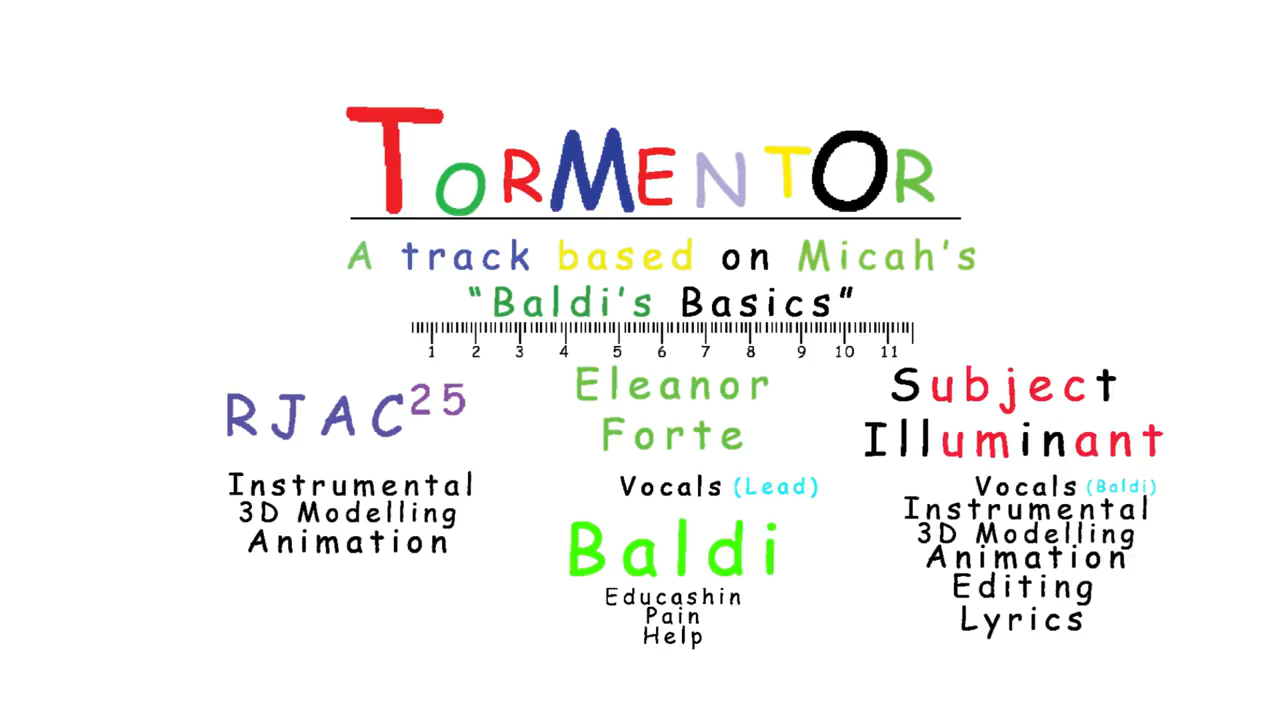 TORMENTOR
A track based on Micah's
"Baldi's Basics"
1 2 3 4 5 6 7 8 9 10 11
RJAC25
Instrumental
3D Modelling
Animation
Eleanor
Forte
Vocals (Lead)
Baldi
Educashin
Pain
Help
Subject
Illuminant
Vocals (Baldi)
Instrumental
3D Modelling
Animation
Editing
Lyrics